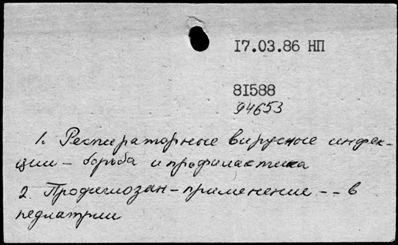 17.03.86 НП
81588
94653
1. Респираторные вирусные инфек-
ции - борьба и профилактика
2. Продигиозан - применение -- в
педиатрии